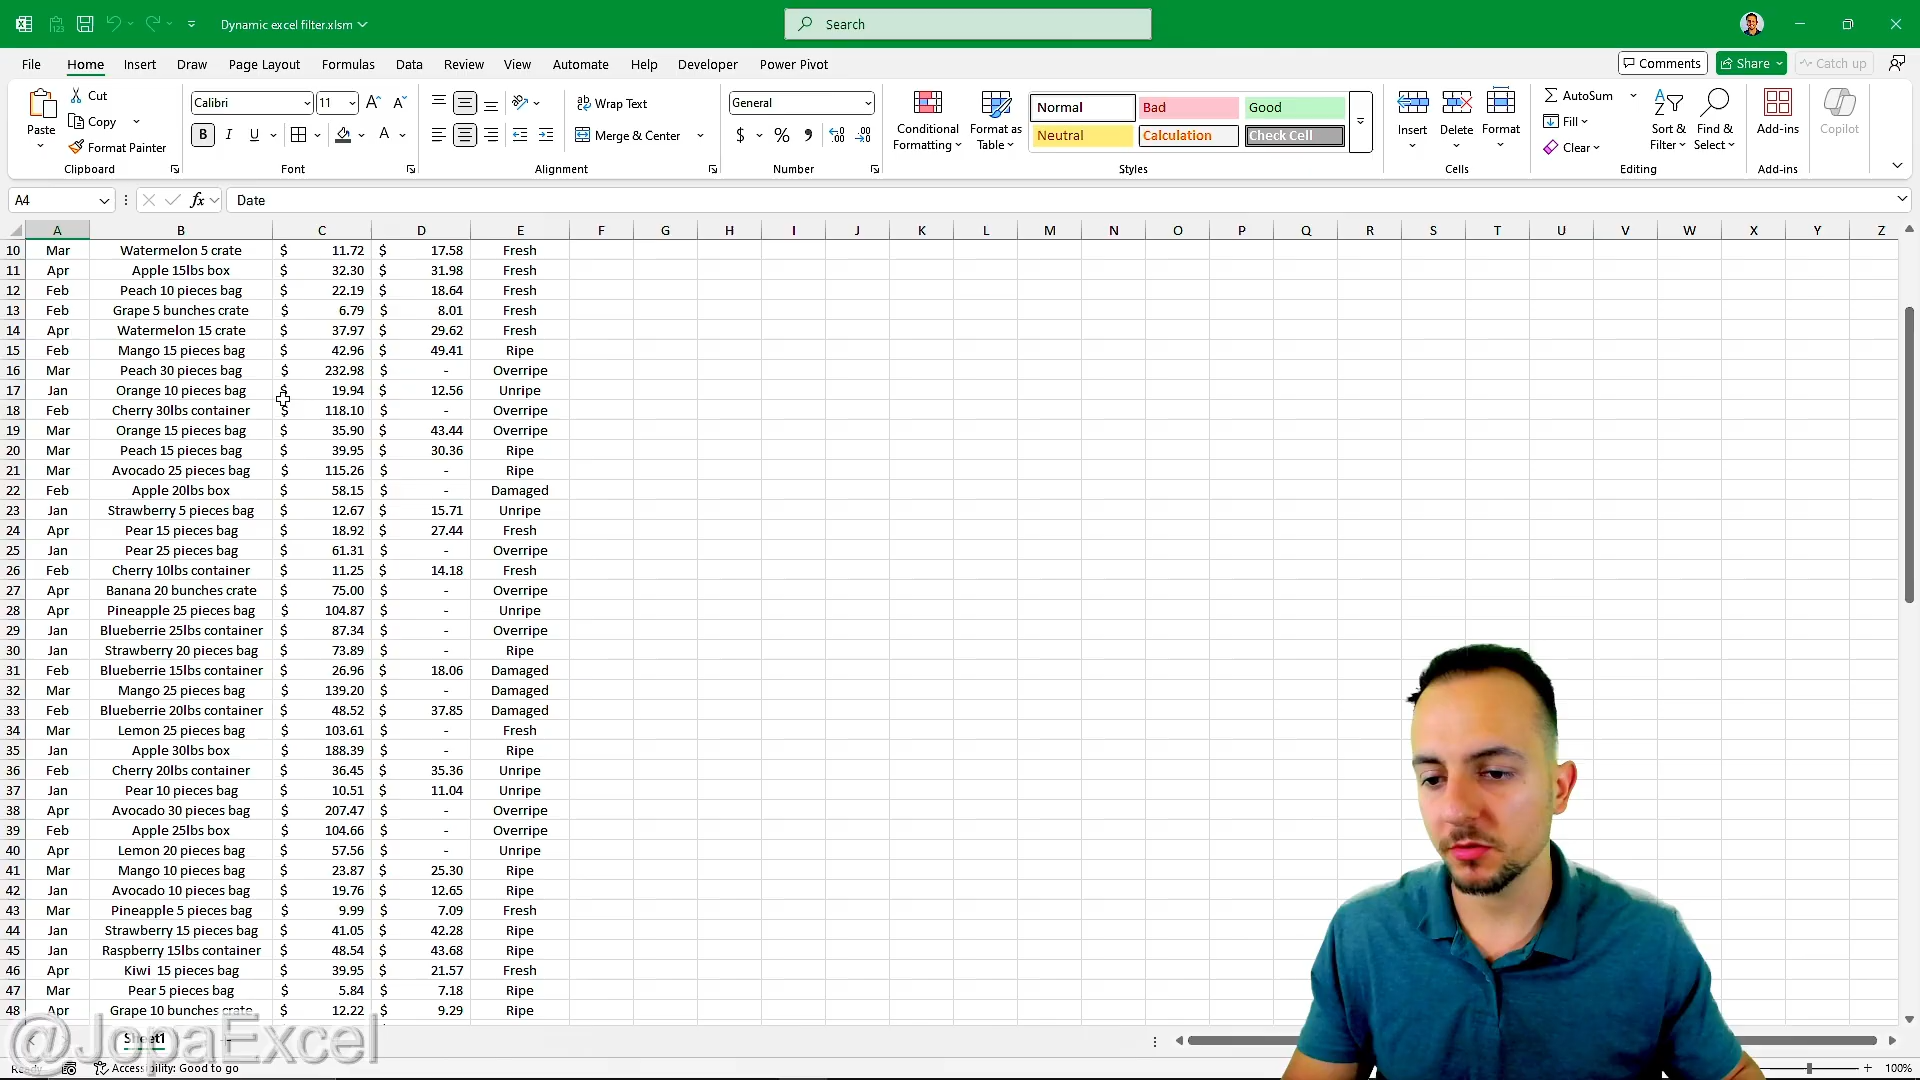 Dynamic excel filter.xlsm
Search
File Home Insert Draw Page Layout Formulas Data Review View Automate Help Developer Power Pivot Comments Share Catch up
Paste Cut Copy Format Painter Clipboard
Calibri 11 B I U A Font
Wrap Text Merge & Center Alignment
General $ % Number
Conditional Formatting Format as Table
Normal Bad Good
Neutral Calculation Check Cell
Styles
Insert Delete Format Cells
AutoSum Fill Clear Sort & Filter Find & Select Editing
Add-ins Add-ins
Copilot
A4 fx Date
A B C D E F G H I J K L M N O P Q R S T U V W X Y Z
10 Mar Watermelon 5 crate $ 11.72 $ 17.58 Fresh
11 Apr Apple 15lbs box $ 32.30 $ 31.98 Fresh
12 Feb Peach 10 pieces bag $ 22.19 $ 18.64 Fresh
13 Feb Grape 5 bunches crate $ 6.79 $ 8.01 Fresh
14 Apr Watermelon 15 crate $ 37.97 $ 29.62 Fresh
15 Feb Mango 15 pieces bag $ 42.96 $ 49.41 Ripe
16 Mar Peach 30 pieces bag $ 232.98 $ - Overripe
17 Jan Orange 10 pieces bag $ 19.94 $ 12.56 Unripe
18 Feb Cherry 30lbs container $ 118.10 $ - Overripe
19 Mar Orange 15 pieces bag $ 35.90 $ 43.44 Overripe
20 Mar Peach 15 pieces bag $ 39.95 $ 30.36 Ripe
21 Mar Avocado 25 pieces bag $ 115.26 $ - Ripe
22 Feb Apple 20lbs box $ 58.15 $ - Damaged
23 Jan Strawberry 5 pieces bag $ 12.67 $ 15.71 Unripe
24 Apr Pear 15 pieces bag $ 18.92 $ 27.44 Fresh
25 Jan Pear 25 pieces bag $ 61.31 $ - Overripe
26 Feb Cherry 10lbs container $ 11.25 $ 14.18 Fresh
27 Apr Banana 20 bunches crate $ 75.00 $ - Overripe
28 Apr Pineapple 25 pieces bag $ 104.87 $ - Unripe
29 Jan Blueberrie 25lbs container $ 87.34 $ - Overripe
30 Jan Strawberry 20 pieces bag $ 73.89 $ - Ripe
31 Feb Blueberrie 15lbs container $ 26.96 $ 18.06 Damaged
32 Mar Mango 25 pieces bag $ 139.20 $ - Damaged
33 Feb Blueberrie 20lbs container $ 48.52 $ 37.85 Damaged
34 Mar Lemon 25 pieces bag $ 103.61 $ - Fresh
35 Jan Apple 30lbs box $ 188.39 $ - Ripe
36 Feb Cherry 20lbs container $ 36.45 $ 35.36 Unripe
37 Jan Pear 10 pieces bag $ 10.51 $ 11.04 Unripe
38 Apr Avocado 30 pieces bag $ 207.47 $ - Overripe
39 Feb Apple 25lbs box $ 104.66 $ - Overripe
40 Apr Lemon 20 pieces bag $ 57.56 $ - Unripe
41 Mar Mango 10 pieces bag $ 23.87 $ 25.30 Ripe
42 Jan Avocado 10 pieces bag $ 19.76 $ 12.65 Ripe
43 Mar Pineapple 5 pieces bag $ 9.99 $ 7.09 Fresh
44 Jan Strawberry 15 pieces bag $ 41.05 $ 42.28 Ripe
45 Jan Raspberry 15lbs container $ 48.54 $ 43.68 Ripe
46 Apr Kiwi 15 pieces bag $ 39.95 $ 21.57 Fresh
47 Mar Pear 5 pieces bag $ 5.84 $ 7.18 Ripe
48 Apr Grape 10 bunches crate $ 12.22 $ 9.29 Ripe
@JopaExcel
Sheet1
Ready Accessibility: Good to go 100%